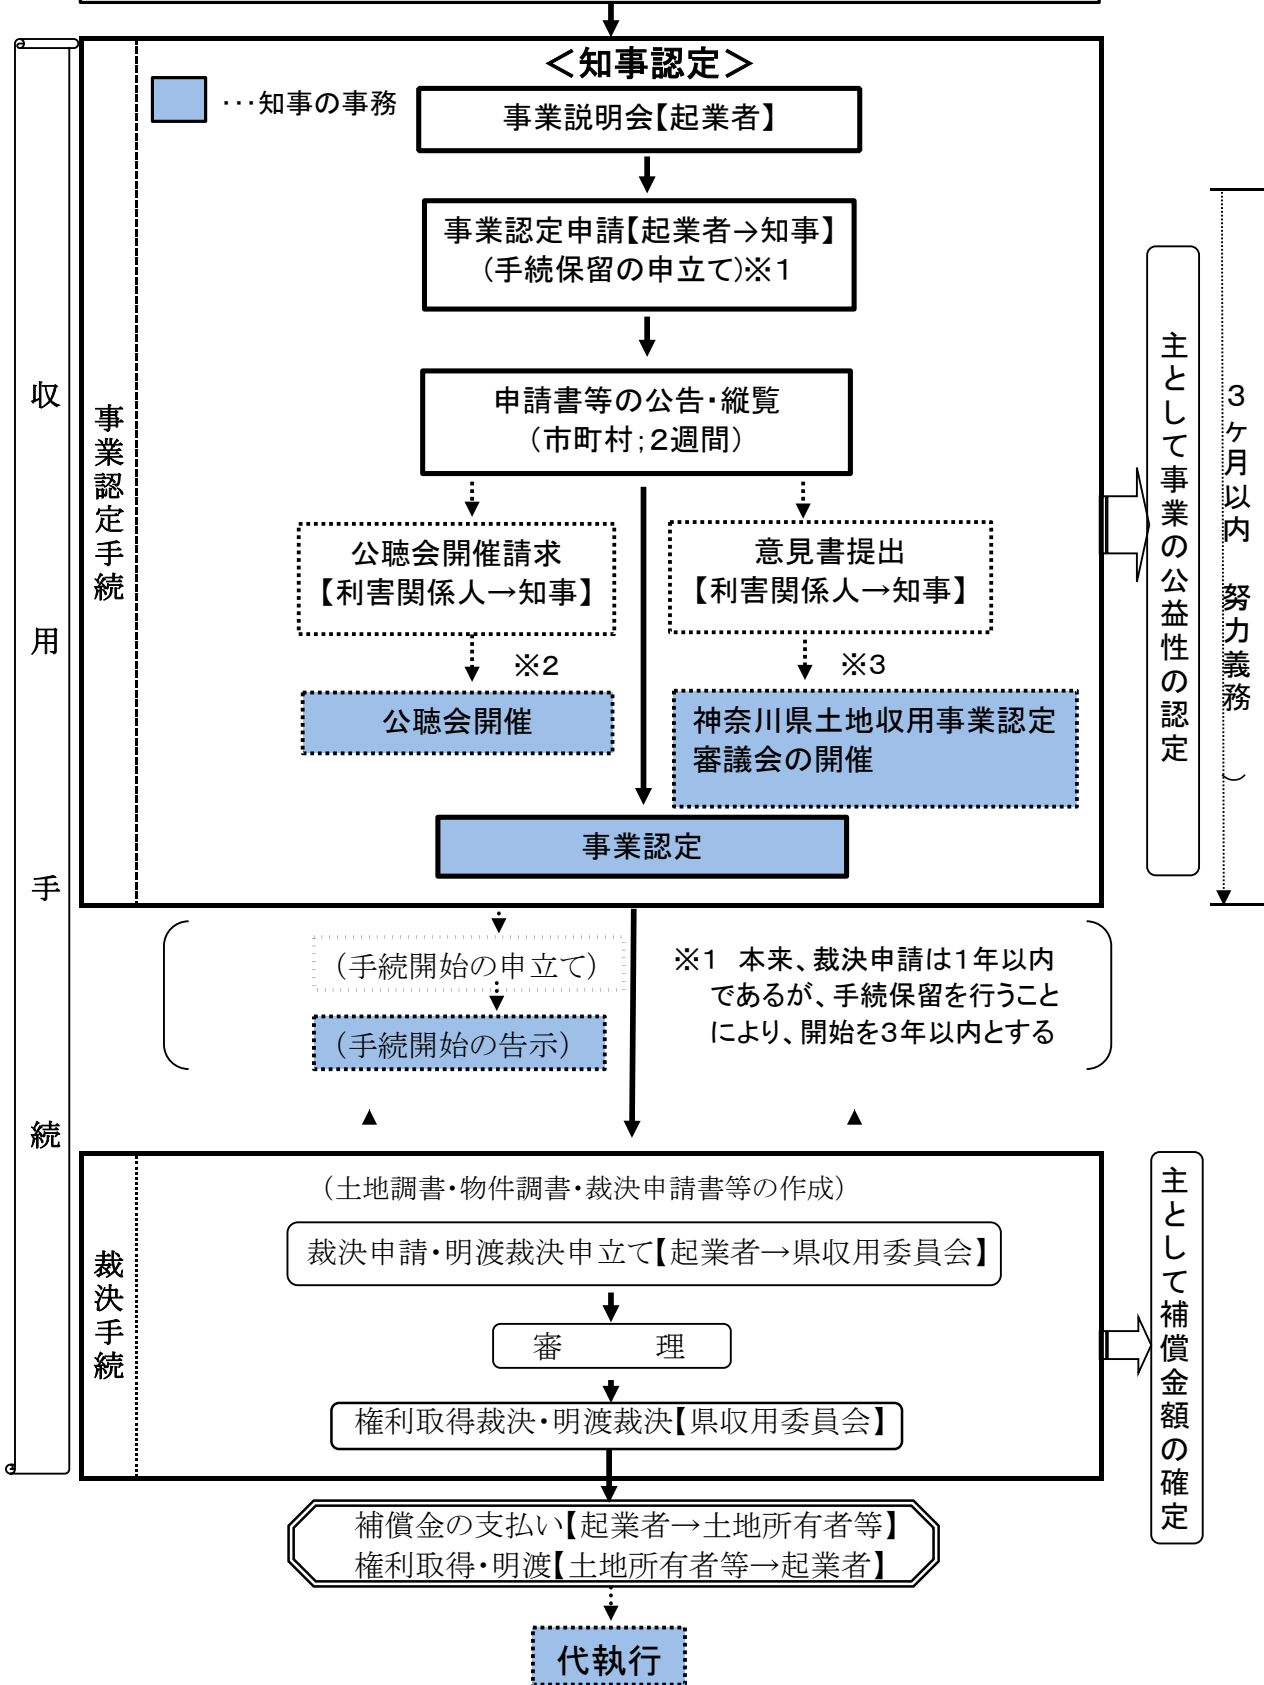 ＜知事認定＞
…知事の事務
事業説明会【起業者】
事業認定申請【起業者→知事】
(手続保留の申立て)※1
申請書等の公告・縦覧
（市町村；2週間）
公聴会開催請求
【利害関係人→知事】
意見書提出
【利害関係人→知事】
※2
※3
公聴会開催
神奈川県土地収用事業認定
審議会の開催
事業認定
収用手続
事業認定手続
主として事業の公益性の認定
3ヶ月以内　努力義務）
（手続開始の申立て）
（手続開始の告示）
※1　本来、裁決申請は1年以内
であるが、手続保留を行うこと
により、開始を3年以内とする
裁決手続
（土地調書・物件調書・裁決申請書等の作成）
裁決申請・明渡裁決申立て【起業者→県収用委員会】
審　　　理
権利取得裁決・明渡裁決【県収用委員会】
主として補償金額の確定
補償金の支払い【起業者→土地所有者等】
権利取得・明渡【土地所有者等→起業者】
代執行